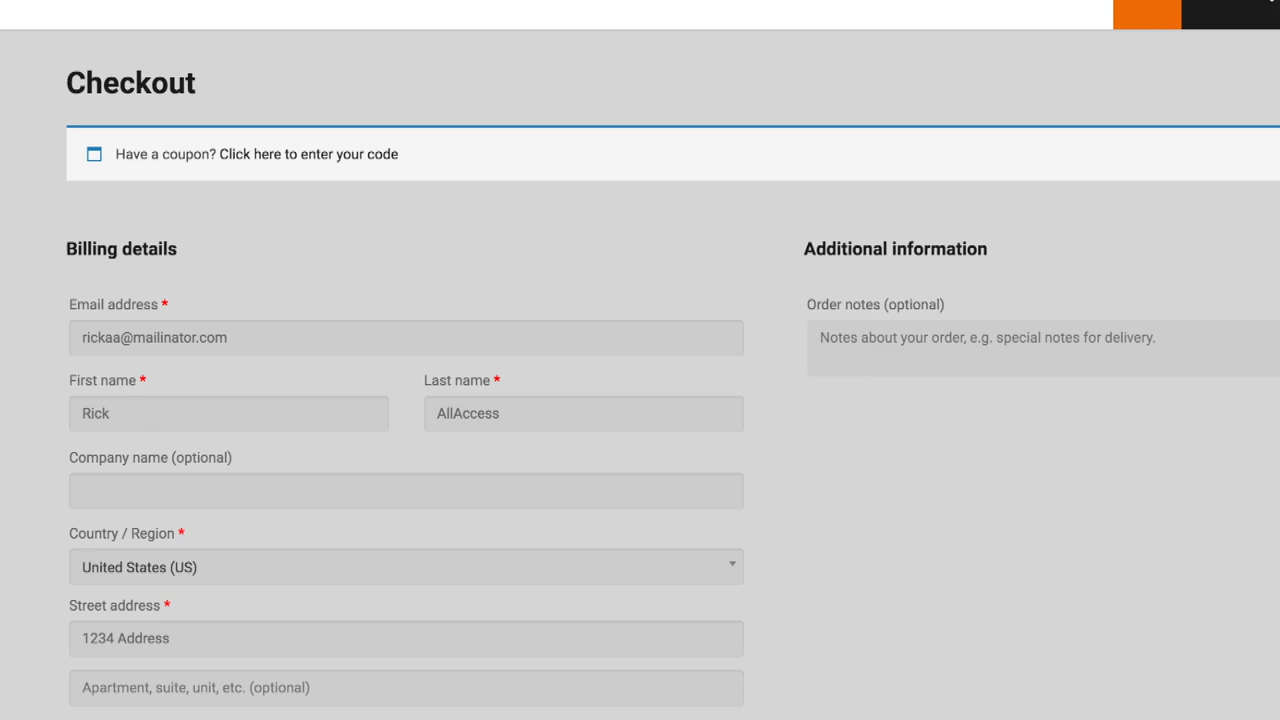 Checkout
Have a coupon? Click here to enter your code
Billing details
Email address *
rickaa@mailinator.com
First name *
Last name *
Rick
AllAccess
Company name (optional)
Country / Region *
United States (US)
Street address *
1234 Address
Apartment, suite, unit, etc. (optional)
Additional information
Order notes (optional)
Notes about your order, e.g. special notes for delivery.